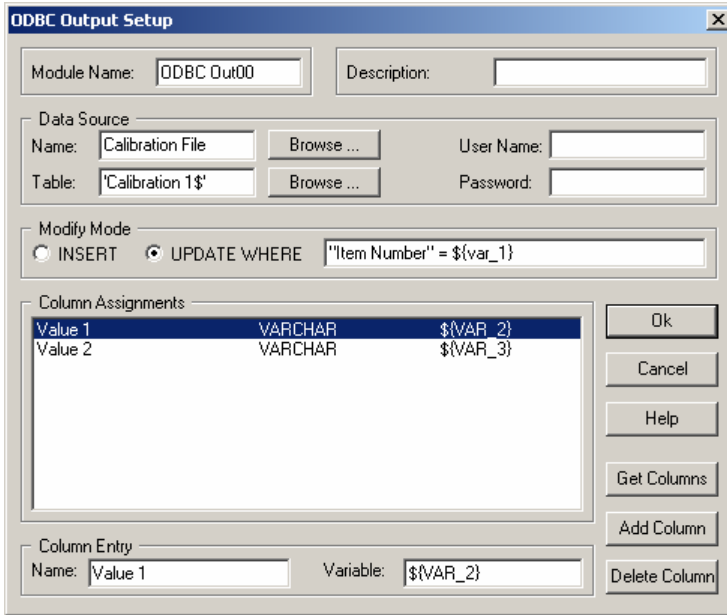 ODBC Output Setup
Module Name: ODBC Out00 Description:
Data Source
Name: Calibration File Browse ... User Name:
Table: 'Calibration 1$' Browse ... Password:
Modify Mode
INSERT UPDATE WHERE "Item Number" = ${var_1}
Column Assignments
Value 1 VARCHAR ${VAR_2}
Value 2 VARCHAR ${VAR_3}
Ok
Cancel
Help
Get Columns
Add Column
Delete Column
Column Entry
Name: Value 1 Variable: ${VAR_2}